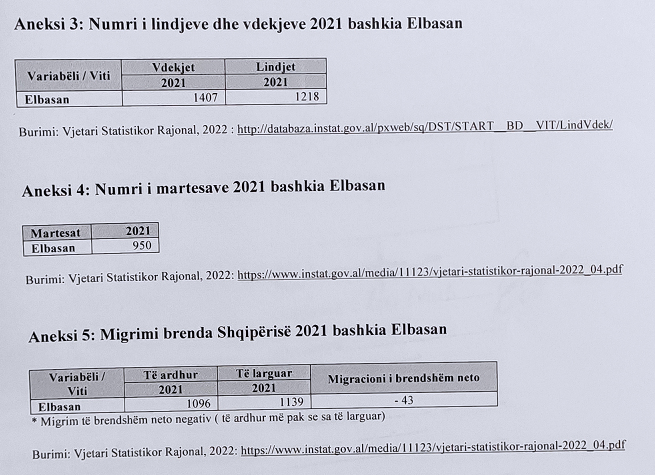 Aneksi 3: Numri i lindjeve dhe vdekjeve 2021 bashkia Elbasan
Variabëli / Viti Vdekjet Lindjet
2021 2021
Elbasan 1407 1218
Burimi: Vjetari Statistikor Rajonal, 2022 : http://databaza.instat.gov.al/pxweb/sq/DST/START__BD__VIT/LindVdek/
Aneksi 4: Numri i martesave 2021 bashkia Elbasan
Martesat 2021
Elbasan 950
Burimi: Vjetari Statistikor Rajonal, 2022: https://www.instat.gov.al/media/11123/vjetari-statistikor-rajonal-2022_04.pdf
Aneksi 5: Migrimi brenda Shqipërisë 2021 bashkia Elbasan
Variabëli / Të ardhur Të larguar Migracioni i brendshëm neto
Viti 2021 2021
Elbasan 1096 1139 - 43
* Migrim të brendshëm neto negativ ( të ardhur më pak se sa të larguar)
Burimi: Vjetari Statistikor Rajonal, 2022: https://www.instat.gov.al/media/11123/vjetari-statistikor-rajonal-2022_04.pdf